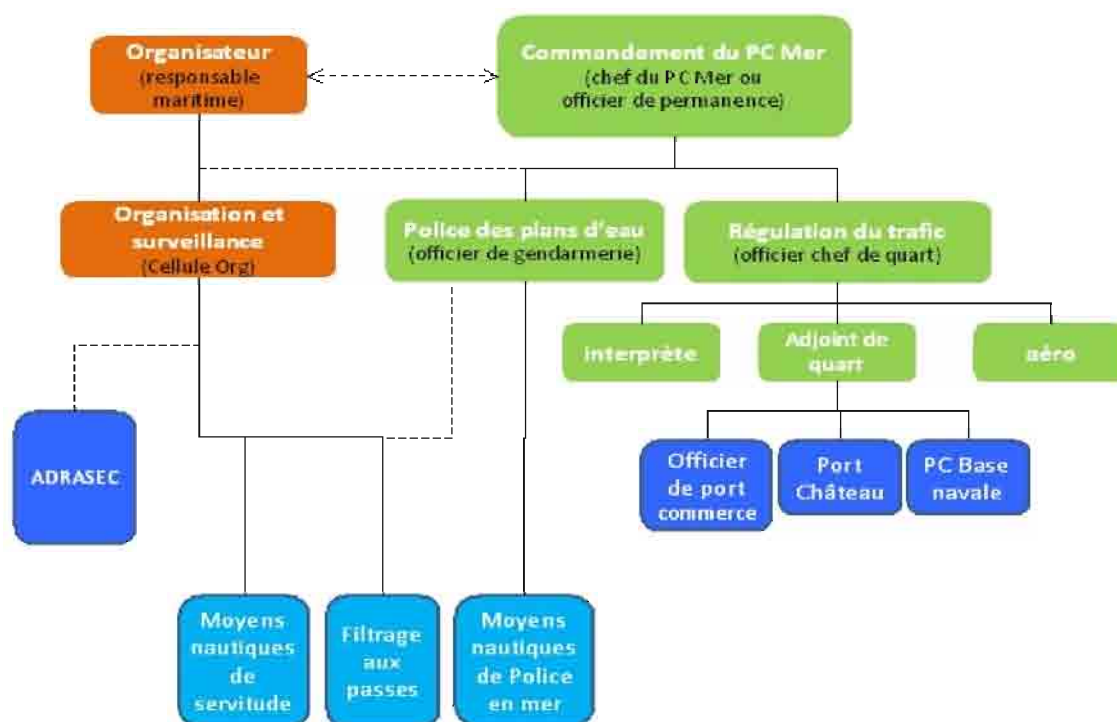 Organisateur
(responsable
maritime)
Commandement du PC Mer
(chef du PC Mer ou
officier de permanence)
Organisation et
surveillance
(Cellule Org)
Police des plans d'eau
(officier de gendarmerie)
Régulation du trafic
(officier chef de quart)
interprète
Adjoint de
quart
aéro
ADRASEC
Officier
de port
commerce
Port
Château
PC Base
navale
Moyens
nautiques
de
servitude
Filtrage
aux
passes
Moyens
nautiques
de Police
en mer